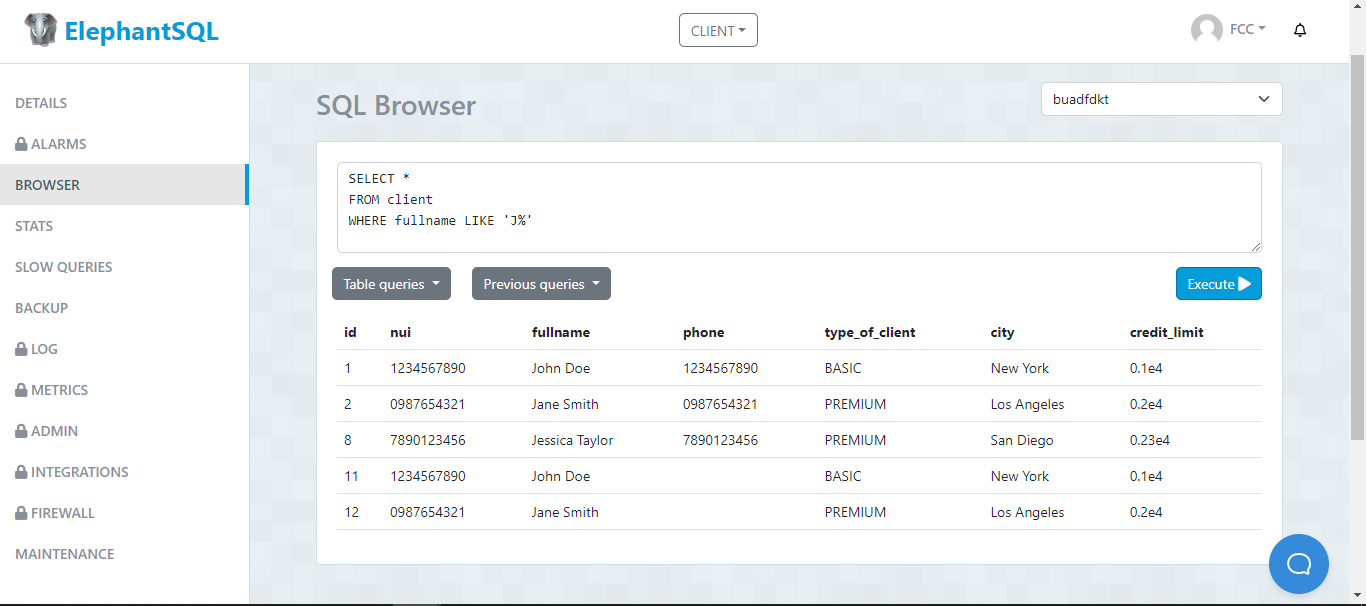 ElephantSQL
CLIENT
FCC
DETAILS
ALARMS
BROWSER
STATS
SLOW QUERIES
BACKUP
LOG
METRICS
ADMIN
INTEGRATIONS
FIREWALL
MAINTENANCE
SQL Browser
buadfdkt
SELECT *
FROM client
WHERE fullname LIKE 'J%'
Table queries Previous queries Execute
id nui fullname phone type_of_client city credit_limit
1 1234567890 John Doe 1234567890 BASIC New York 0.1e4
2 0987654321 Jane Smith 0987654321 PREMIUM Los Angeles 0.2e4
8 7890123456 Jessica Taylor 7890123456 PREMIUM San Diego 0.23e4
11 1234567890 John Doe BASIC New York 0.1e4
12 0987654321 Jane Smith PREMIUM Los Angeles 0.2e4